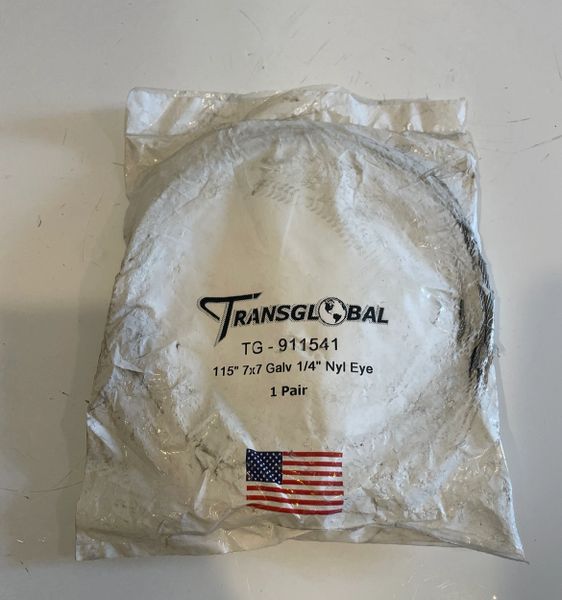 TRANSGLOBAL
TG - 911541
115" 7x7 Galv 1/4" Nyl Eye
1 Pair